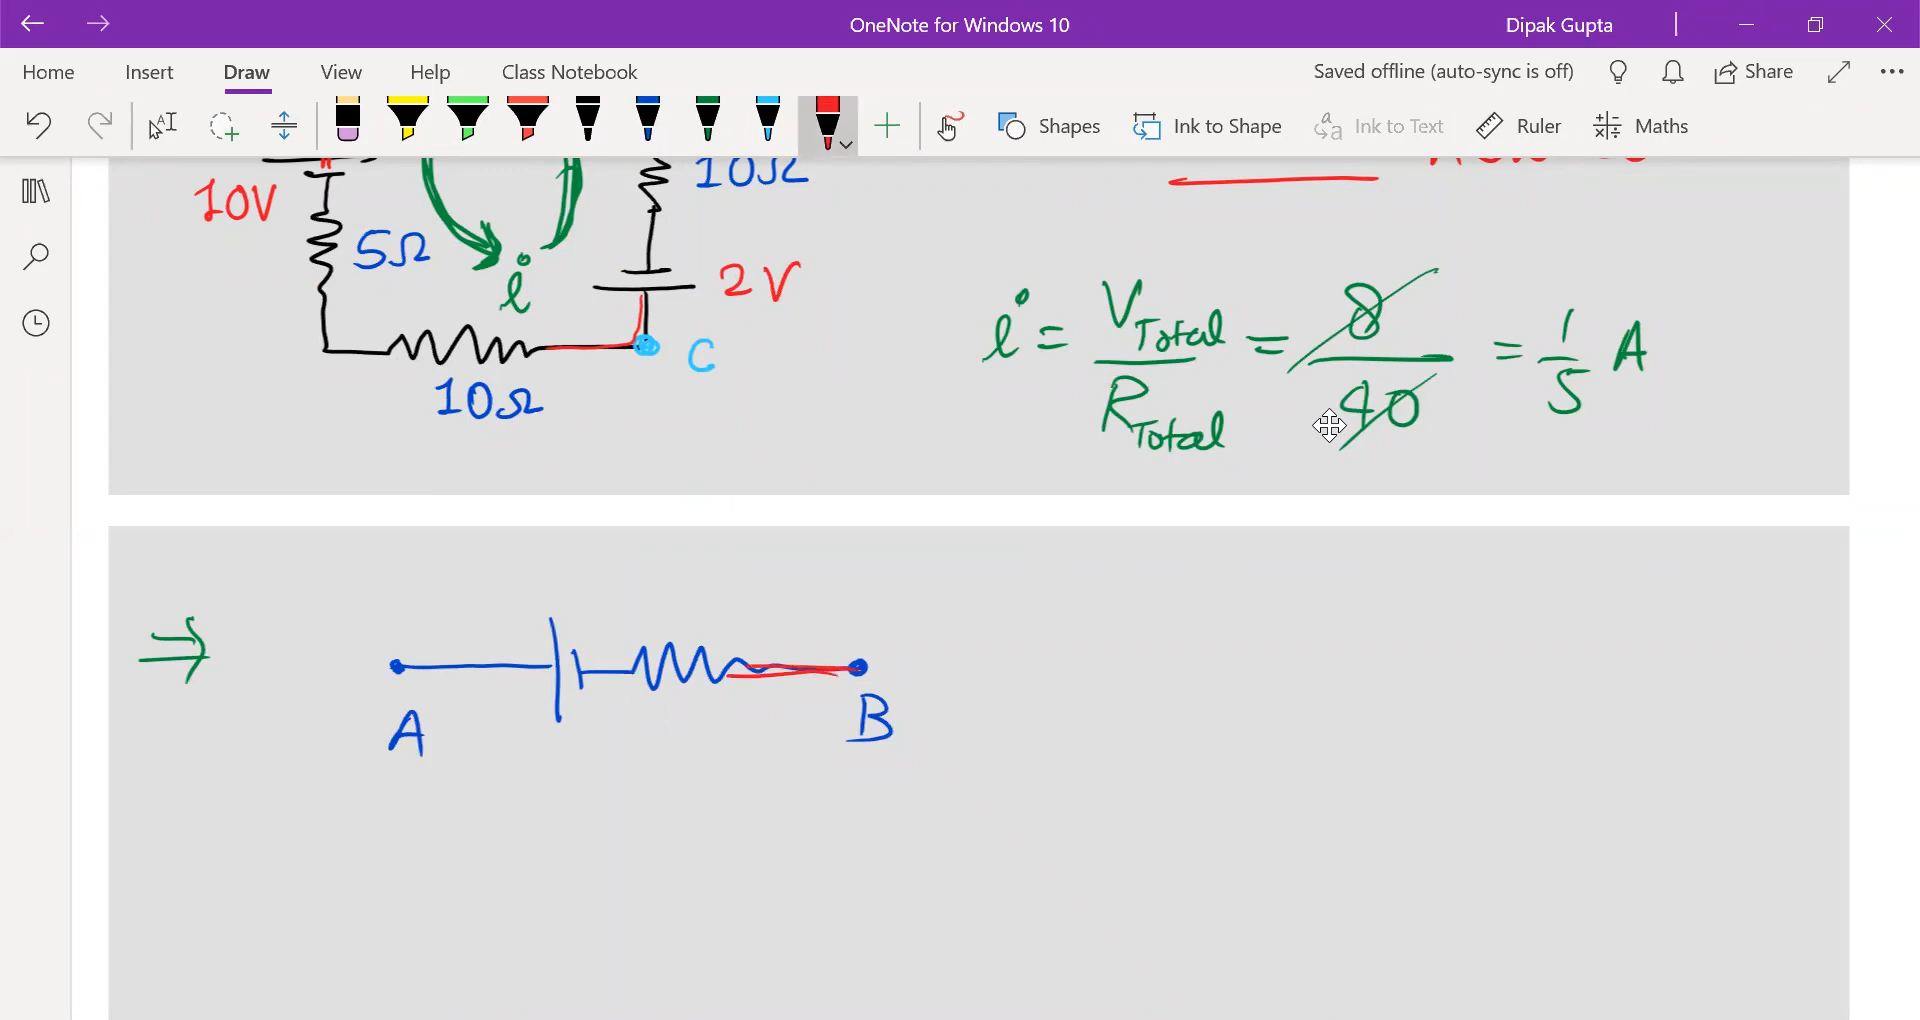 OneNote for Windows 10
Dipak Gupta
Home Insert Draw View Help Class Notebook
Saved offline (auto-sync is off)
Share
Shapes
Ink to Shape
Ink to Text
Ruler
Maths
10V
10Ω
5Ω
i
2V
C
10Ω
i = V Total / R Total = 8 / 40 = 1/5 A
⇒
A
B